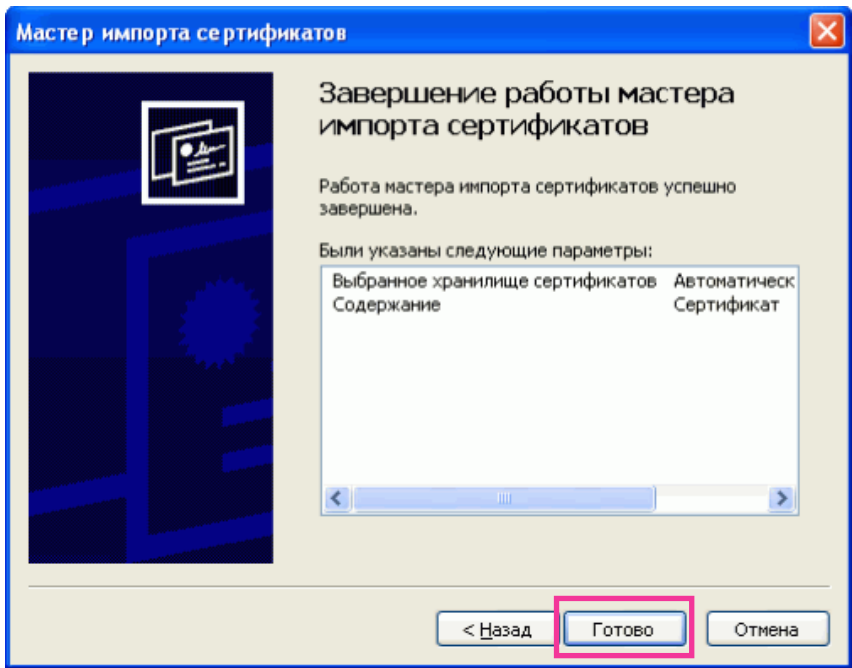 Мастер импорта сертификатов
Завершение работы мастера
импорта сертификатов
Работа мастера импорта сертификатов успешно
завершена.
Были указаны следующие параметры:
Выбранное хранилище сертификатов Автоматическ
Содержание Сертификат
< Назад Готово Отмена